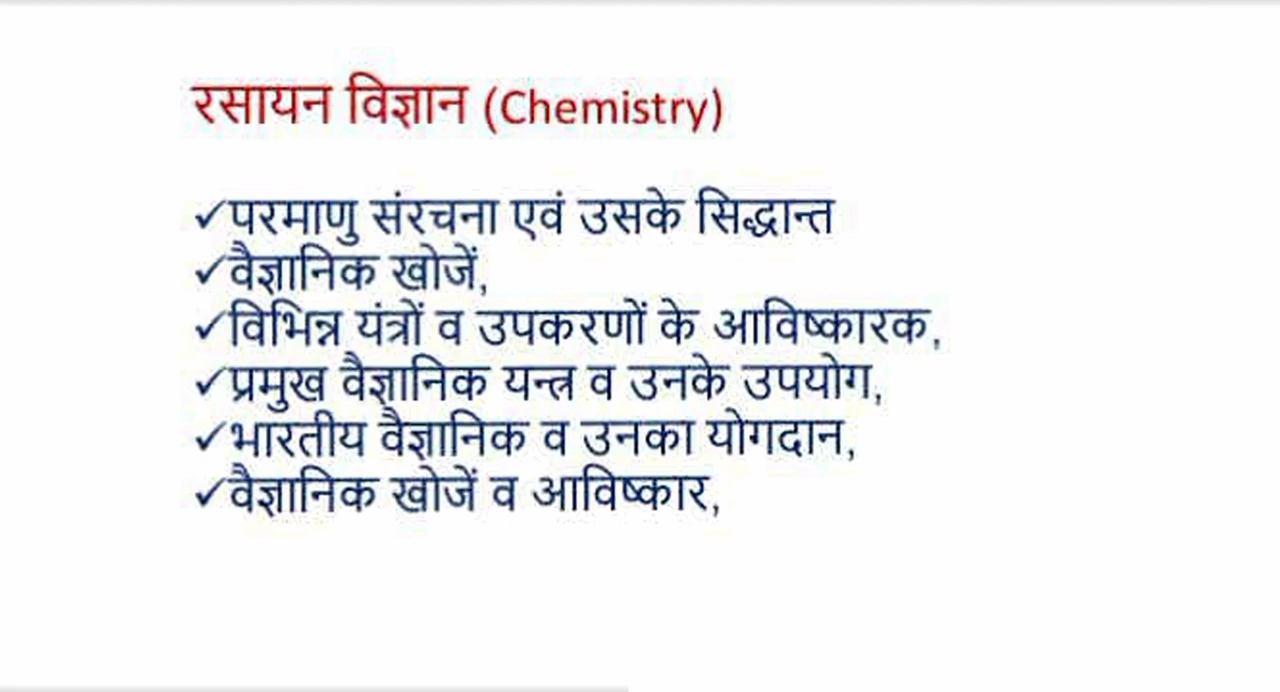 रसायन विज्ञान (Chemistry)
✓परमाणु संरचना एवं उसके सिद्धान्त
✓वैज्ञानिक खोजें,
✓विभिन्न यंत्रों व उपकरणों के आविष्कारक,
✓प्रमुख वैज्ञानिक यन्त्र व उनके उपयोग,
✓भारतीय वैज्ञानिक व उनका योगदान,
✓वैज्ञानिक खोजें व आविष्कार,